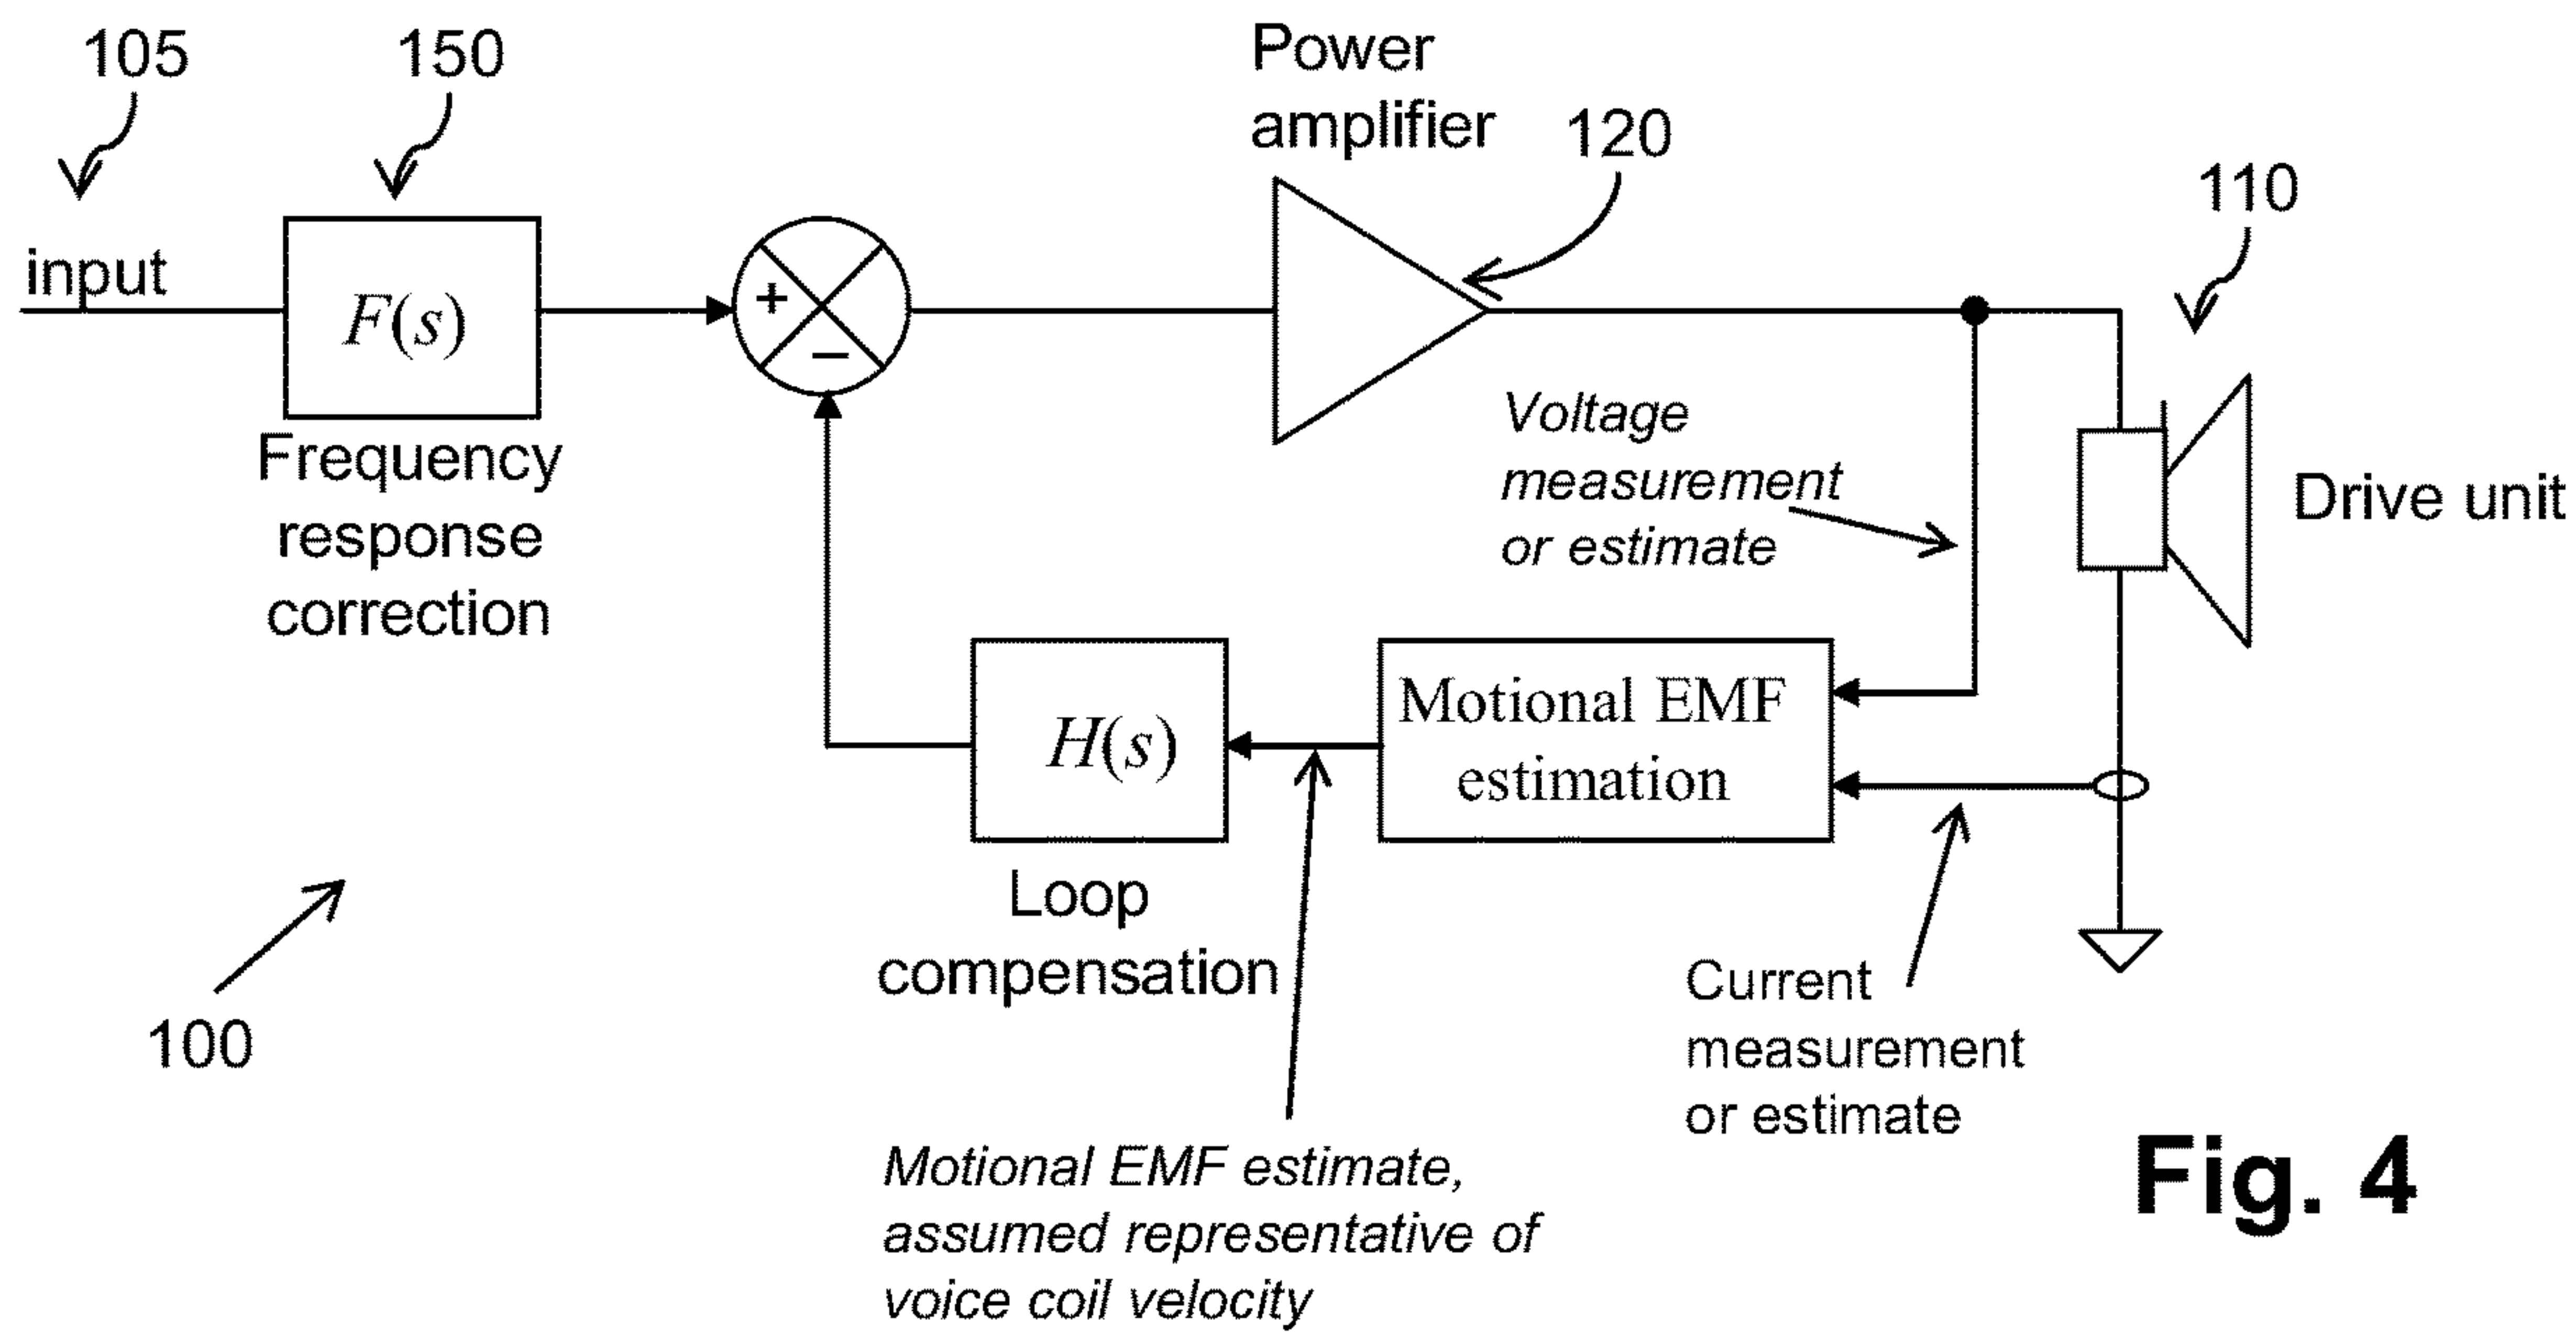 105
150
Power
amplifier
120
110
input
F(s)
+
−
Frequency
response
correction
Voltage
measurement
or estimate
Drive unit
H(s)
Motional EMF
estimation
Loop
compensation
100
Current
measurement
or estimate
Motional EMF estimate,
assumed representative of
voice coil velocity
Fig. 4